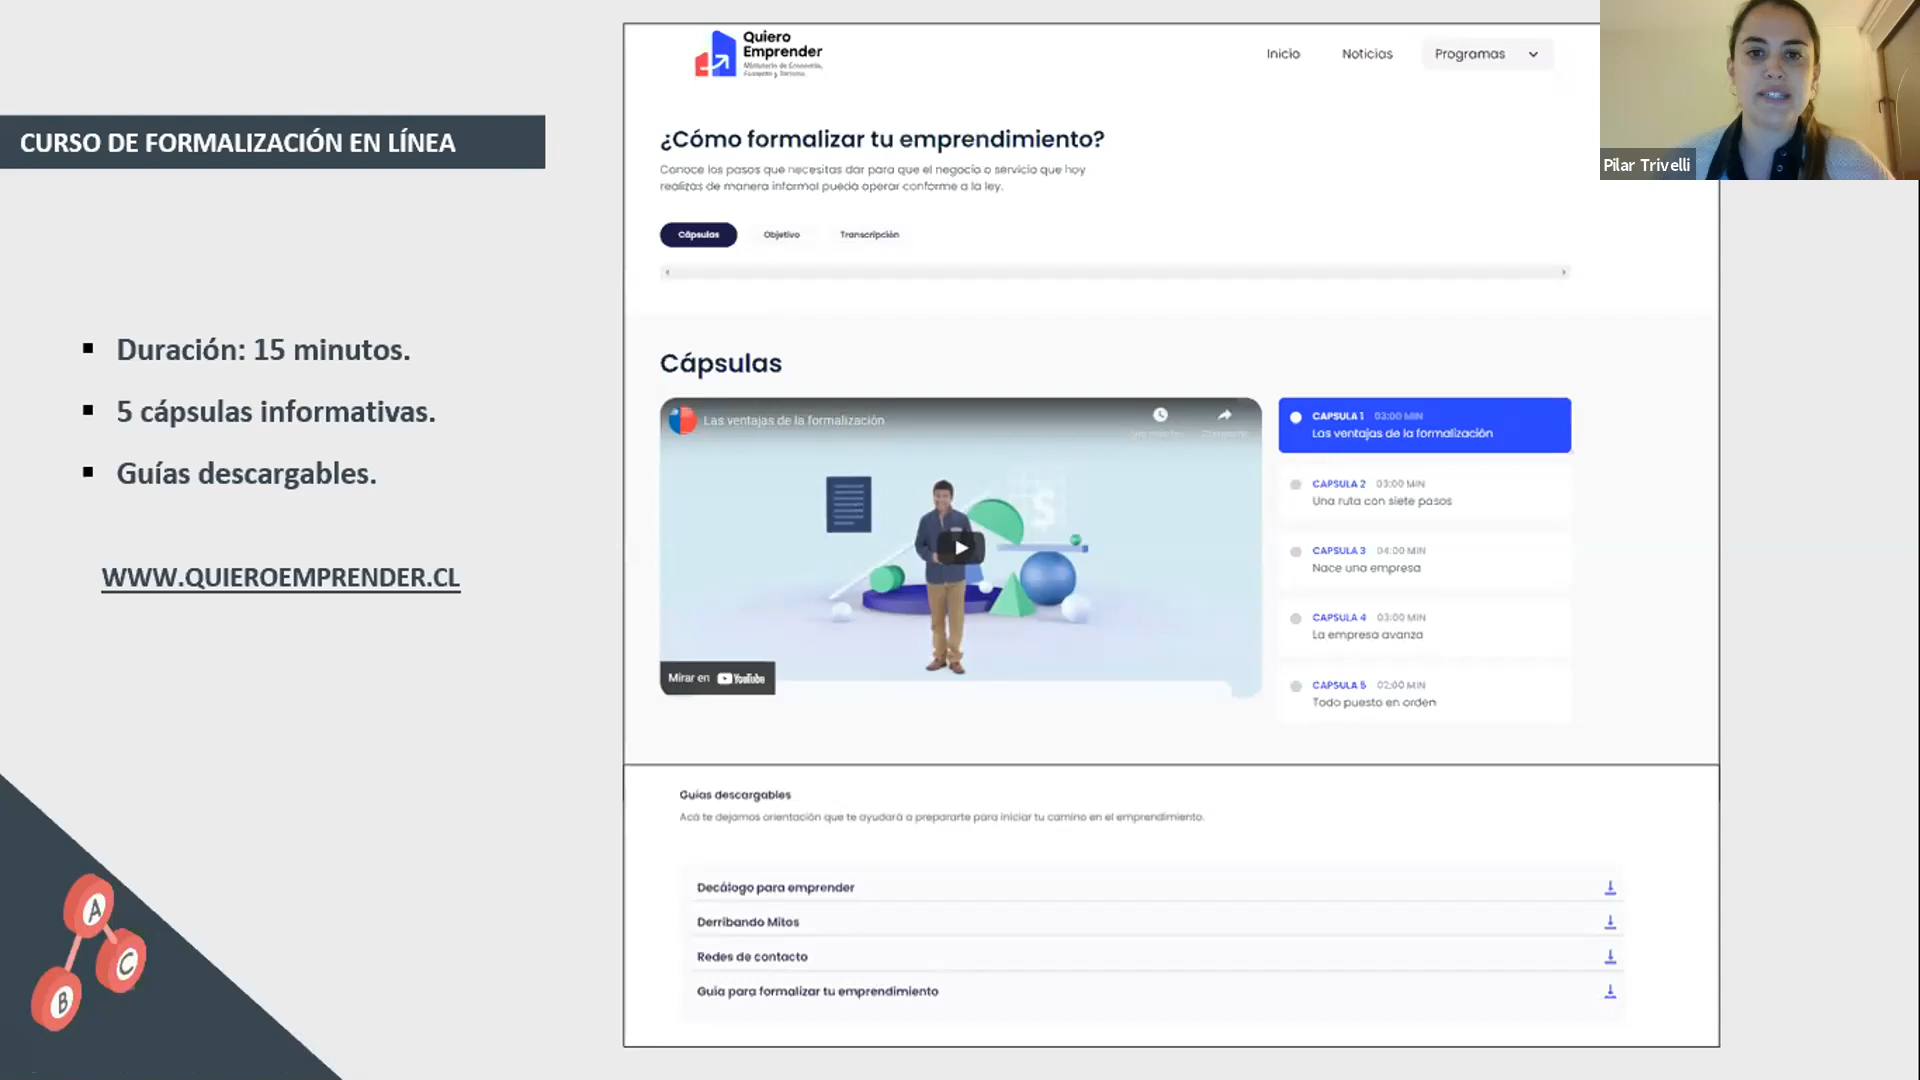 CURSO DE FORMALIZACIÓN EN LÍNEA
▪ Duración: 15 minutos.
▪ 5 cápsulas informativas.
▪ Guías descargables.
WWW.QUIEROEMPRENDER.CL
A
C
B
Quiero
Emprender
Ministerio de Economía,
Fomento y Turismo
Inicio
Noticias
Programas
¿Cómo formalizar tu emprendimiento?
Conoce los pasos que necesitas dar para que el negocio o servicio que hoy
realizas de manera informal pueda operar conforme a la ley.
Cápsulas
Objetivo
Transcripción
Cápsulas
Las ventajas de la formalización
Mirar en YouTube
CAPSULA 1 03:00 MIN
Las ventajas de la formalización
CAPSULA 2 03:00 MIN
Una ruta con siete pasos
CAPSULA 3 04:00 MIN
Nace una empresa
CAPSULA 4 03:00 MIN
La empresa avanza
CAPSULA 5 02:00 MIN
Todo puesto en orden
Guías descargables
Acá te dejamos orientación que te ayudará a prepararte para iniciar tu camino en el emprendimiento.
Decálogo para emprender
Derribando Mitos
Redes de contacto
Guía para formalizar tu emprendimiento
Pilar Trivelli